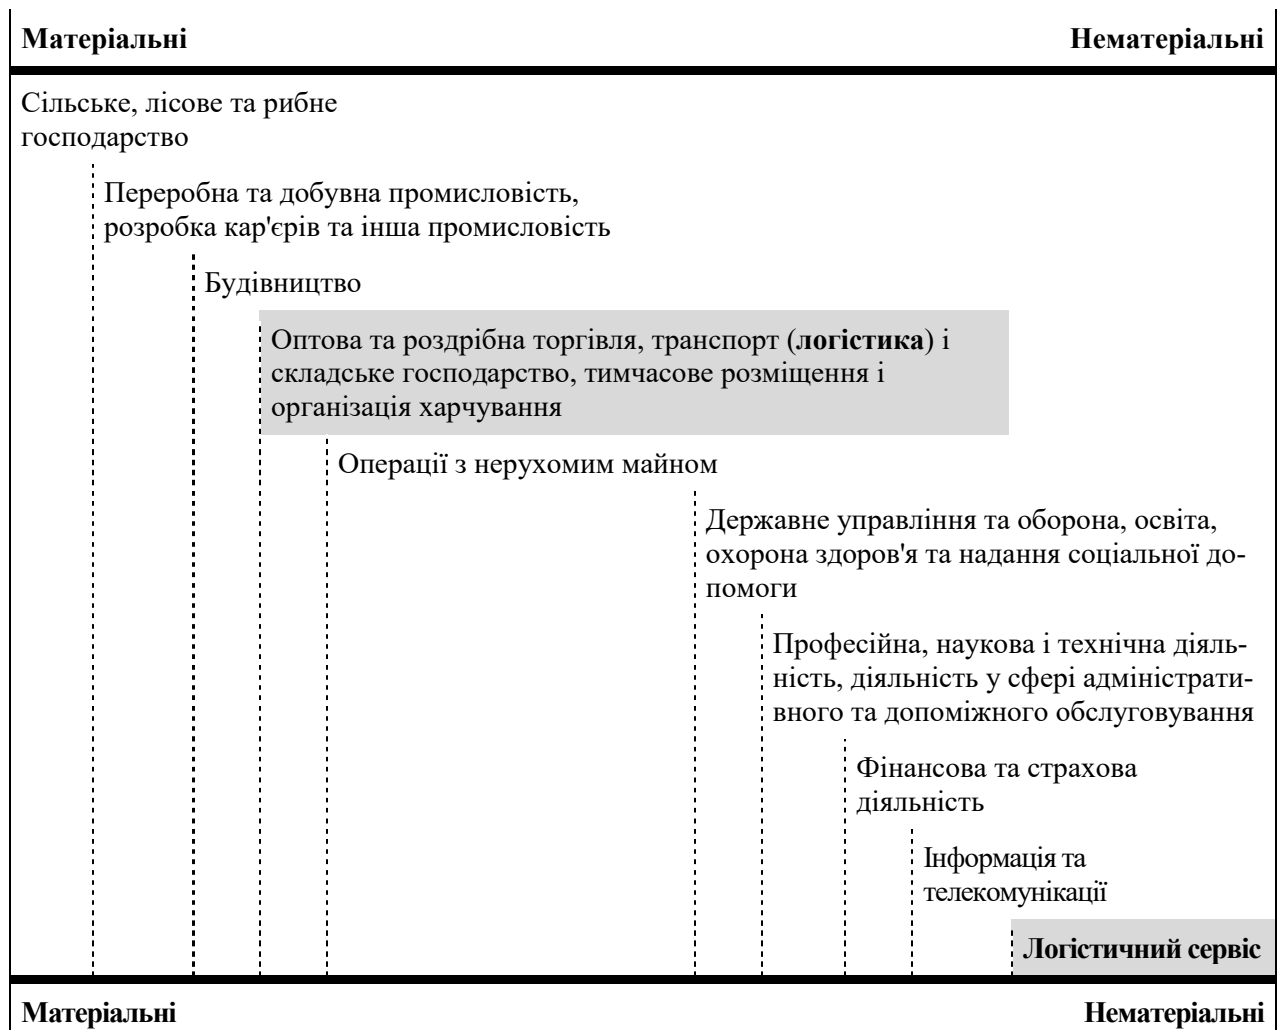 Матеріальні Нематеріальні
Сільське, лісове та рибне
господарство
Переробна та добувна промисловість,
розробка кар'єрів та інша промисловість
Будівництво
Оптова та роздрібна торгівля, транспорт (логістика) і
складське господарство, тимчасове розміщення і
організація харчування
Операції з нерухомим майном
Державне управління та оборона, освіта,
охорона здоров'я та надання соціальної до-
помоги
Професійна, наукова і технічна діяль-
ність, діяльність у сфері адміністрати-
вного та допоміжного обслуговування
Фінансова та страхова
діяльність
Інформація та
телекомунікації
Логістичний сервіс
Матеріальні Нематеріальні